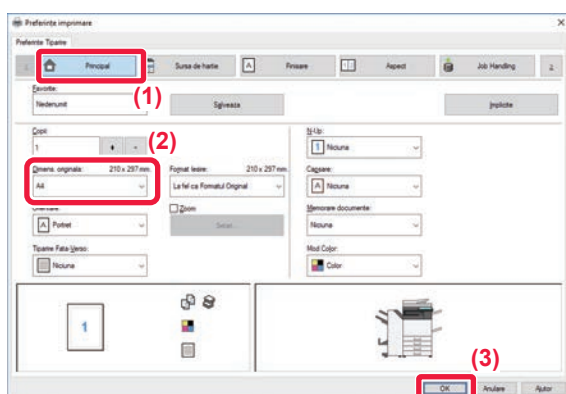 Preferinte imprimare
Preferinte Tiparire
Principal
Sursa de hartie
Finisare
Aspect
Job Handling
(1)
Favorite:
Nedenumit
Salveaza
Implicite
(2)
Copii:
1
+ -
Dimens. originala: 210 x 297 mm.
A4
Format Iesire: 210 x 297 mm.
La fel ca Formatul Original
Orientare:
Portret
Zoom
Setari...
Tiparire Fata-Verso:
Niciuna
N-Up:
Niciuna
Capsare:
Niciuna
Memorare documente:
Niciuna
Mod Color:
Color
1
(3)
OK
Anulare
Ajutor